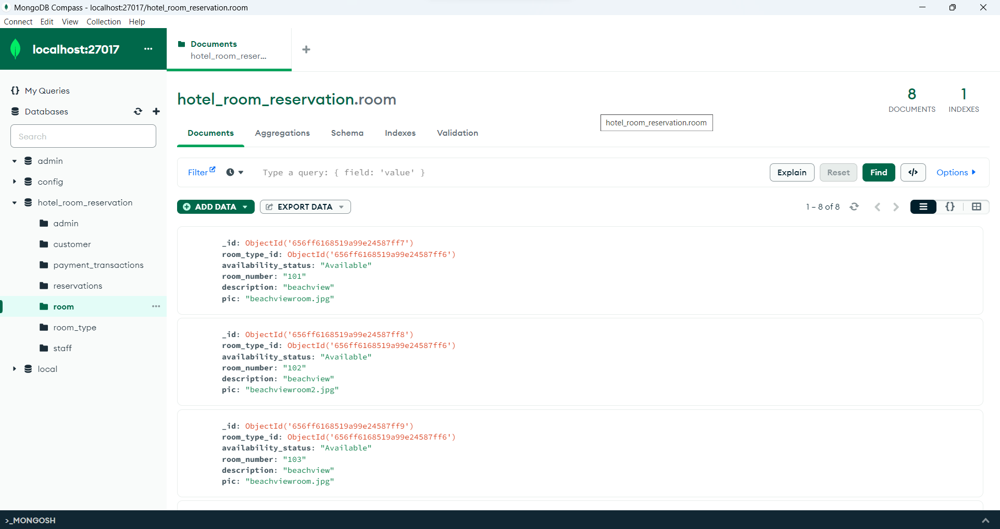 MongoDB Compass - localhost:27017/hotel_room_reservation.room
Connect Edit View Collection Help
localhost:27017 ...
Documents
hotel_room_reser...
My Queries
Databases
Search
admin
config
hotel_room_reservation
admin
customer
payment_transactions
reservations
room
room_type
staff
local
hotel_room_reservation.room
8
DOCUMENTS
1
INDEXES
hotel_room_reservation.room
Documents Aggregations Schema Indexes Validation
Filter Type a query: { field: 'value' } Explain Reset Find </> Options
ADD DATA EXPORT DATA 1 – 8 of 8 {}
_id: ObjectId('656ff6168519a99e24587ff7')
room_type_id: ObjectId('656ff6168519a99e24587ff6')
availability_status: "Available"
room_number: "101"
description: "beachview"
pic: "beachviewroom.jpg"
_id: ObjectId('656ff6168519a99e24587ff8')
room_type_id: ObjectId('656ff6168519a99e24587ff6')
availability_status: "Available"
room_number: "102"
description: "beachview"
pic: "beachviewroom2.jpg"
_id: ObjectId('656ff6168519a99e24587ff9')
room_type_id: ObjectId('656ff6168519a99e24587ff6')
availability_status: "Available"
room_number: "103"
description: "beachview"
pic: "beachviewroom.jpg"
>_MONGOSH